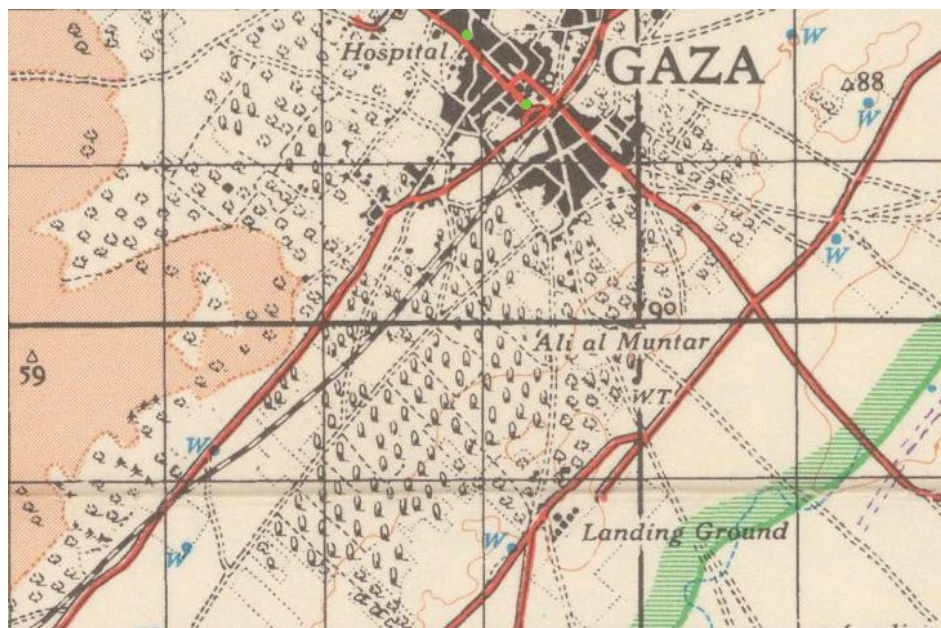 Hospital
GAZA
W
88
W
W
90
Ali al Muntar
59
W.T.
W
Landing Ground
W
W